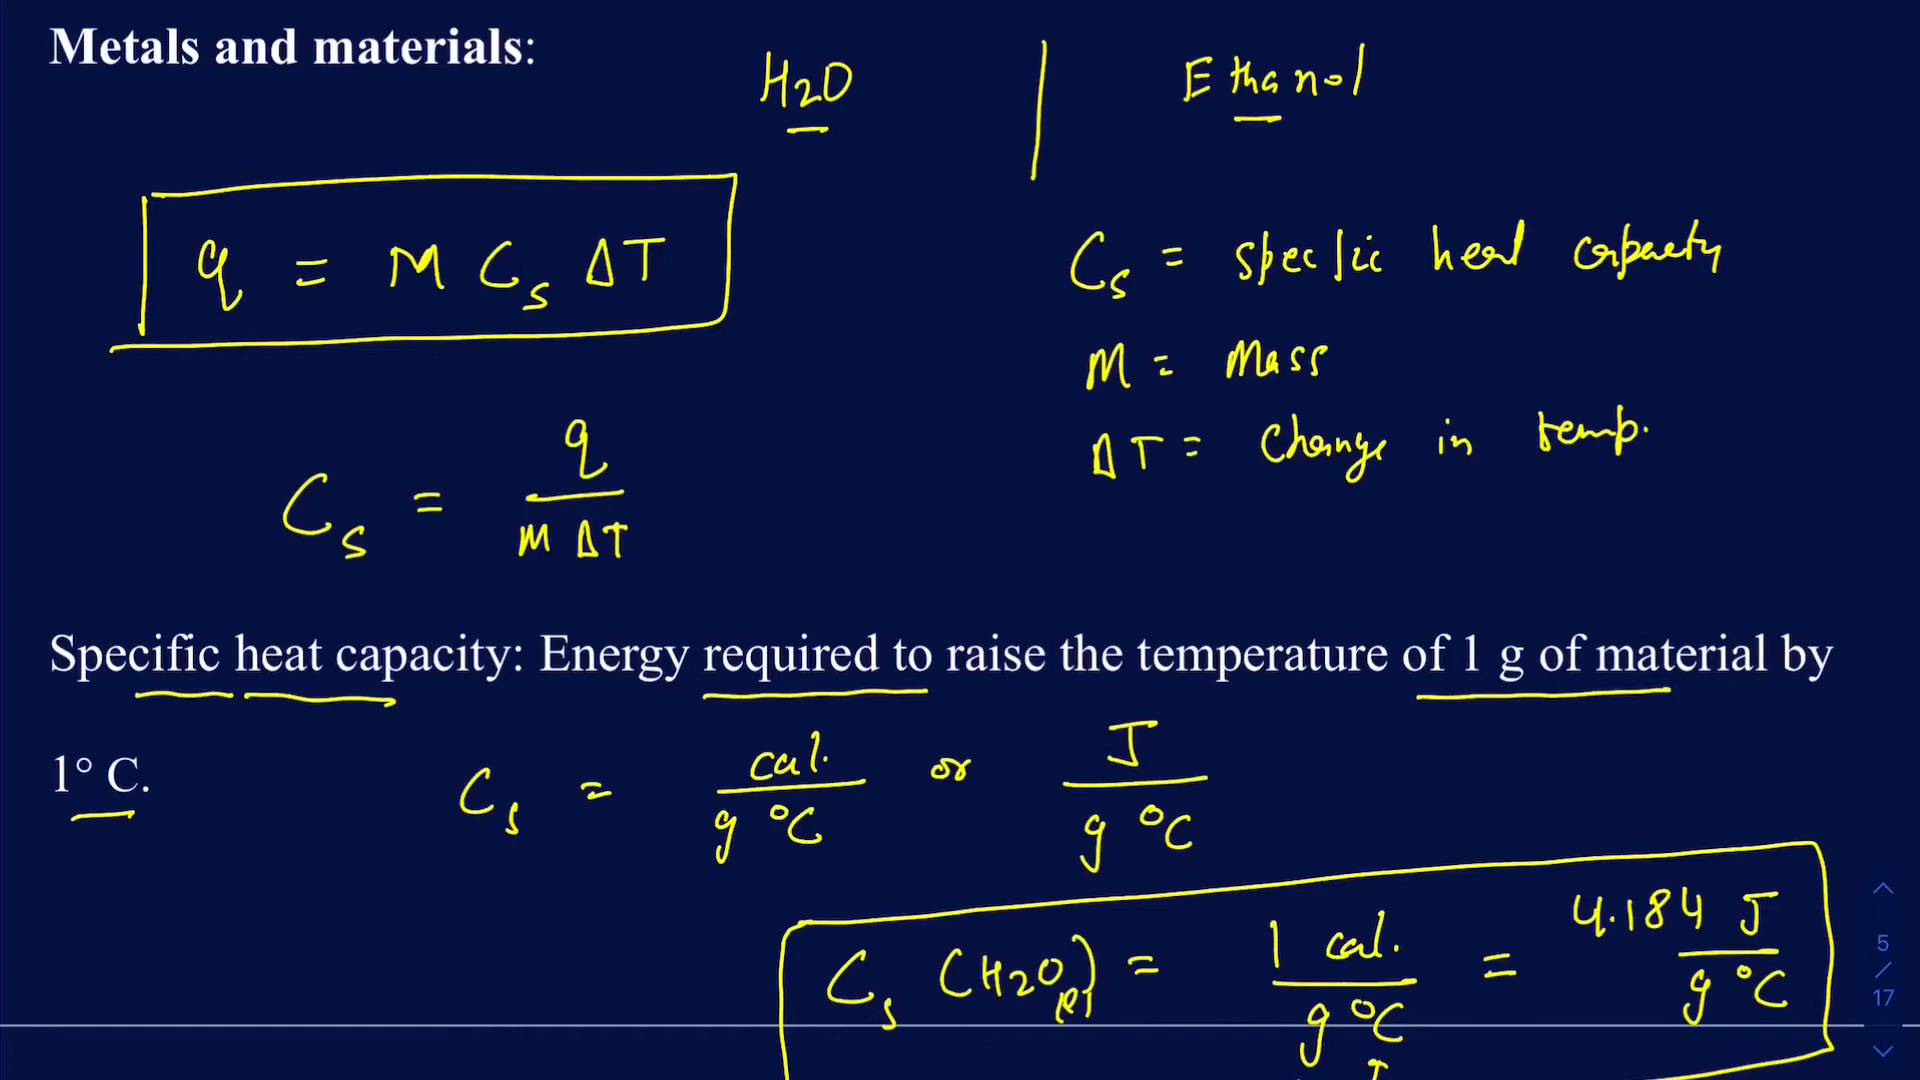 Metals and materials:
H2O | Ethanol
q = M Cs ΔT
Cs = specific heat capacity
M = Mass
ΔT = Change in temp.
Cs = q / M ΔT
Specific heat capacity: Energy required to raise the temperature of 1 g of material by
1° C.
Cs = cal. / g °C or J / g °C
Cs (H2O(l)) = 1 cal. / g °C = 4.184 J / g °C
5
/
17